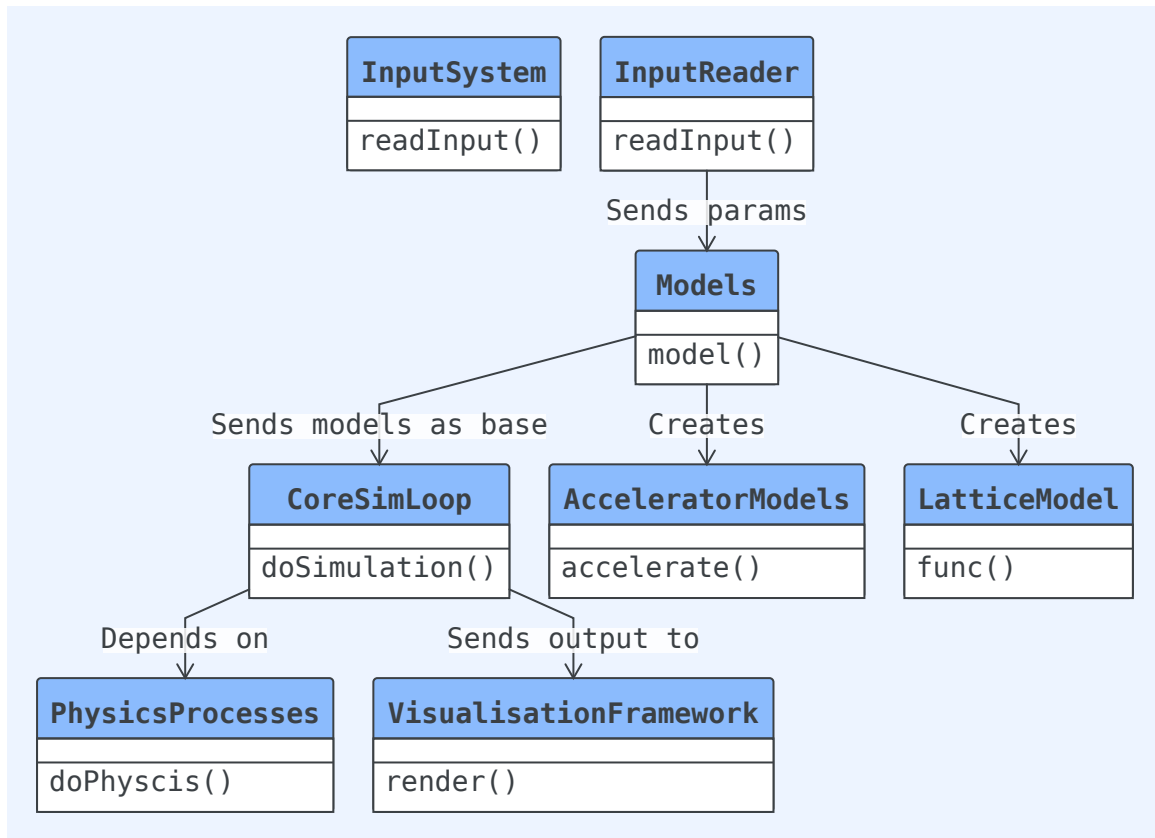 InputSystem
readInput()
InputReader
readInput()
Sends params
Models
model()
Sends models as base
Creates
Creates
CoreSimLoop
doSimulation()
AcceleratorModels
accelerate()
LatticeModel
func()
Depends on
Sends output to
PhysicsProcesses
doPhyscis()
VisualisationFramework
render()